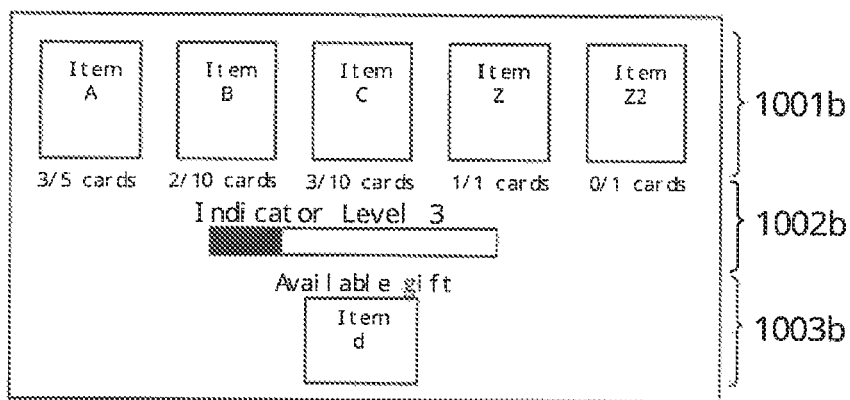 Item A
Item B
Item C
Item Z
Item Z2
3/5 cards
2/10 cards
3/10 cards
1/1 cards
0/1 cards
1001b
Indicator Level 3
1002b
Available gift
Item d
1003b